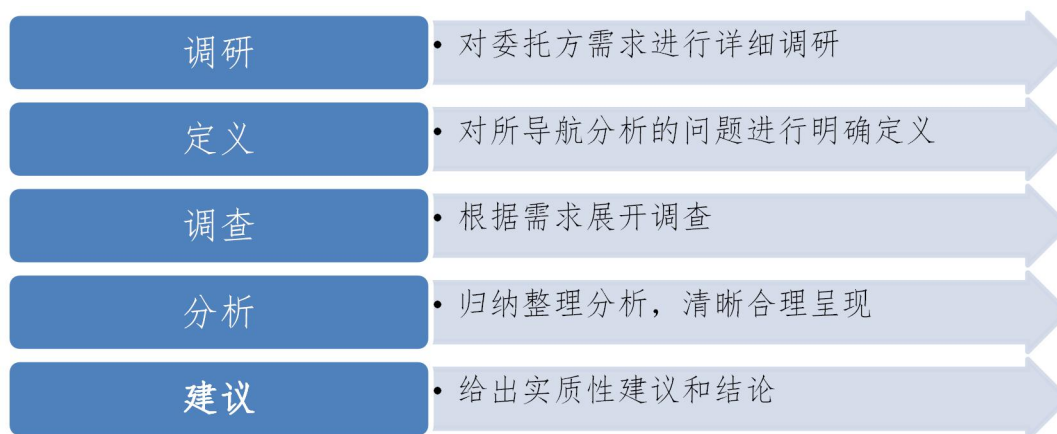 调研
• 对委托方需求进行详细调研
定义
• 对所导航分析的问题进行明确定义
调查
• 根据需求展开调查
分析
• 归纳整理分析，清晰合理呈现
建议
• 给出实质性建议和结论